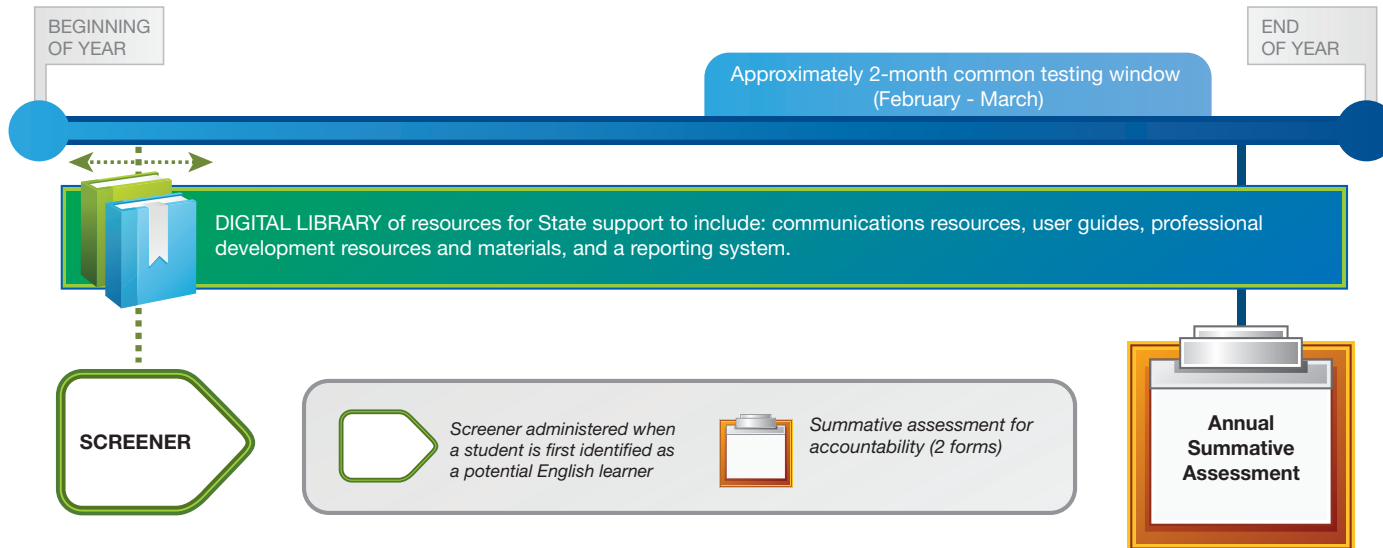 BEGINNING
OF YEAR
END
OF YEAR
Approximately 2-month common testing window
(February - March)
DIGITAL LIBRARY of resources for State support to include: communications resources, user guides, professional
development resources and materials, and a reporting system.
SCREENER
Screener administered when
a student is first identified as
a potential English learner
Summative assessment for
accountability (2 forms)
Annual
Summative
Assessment